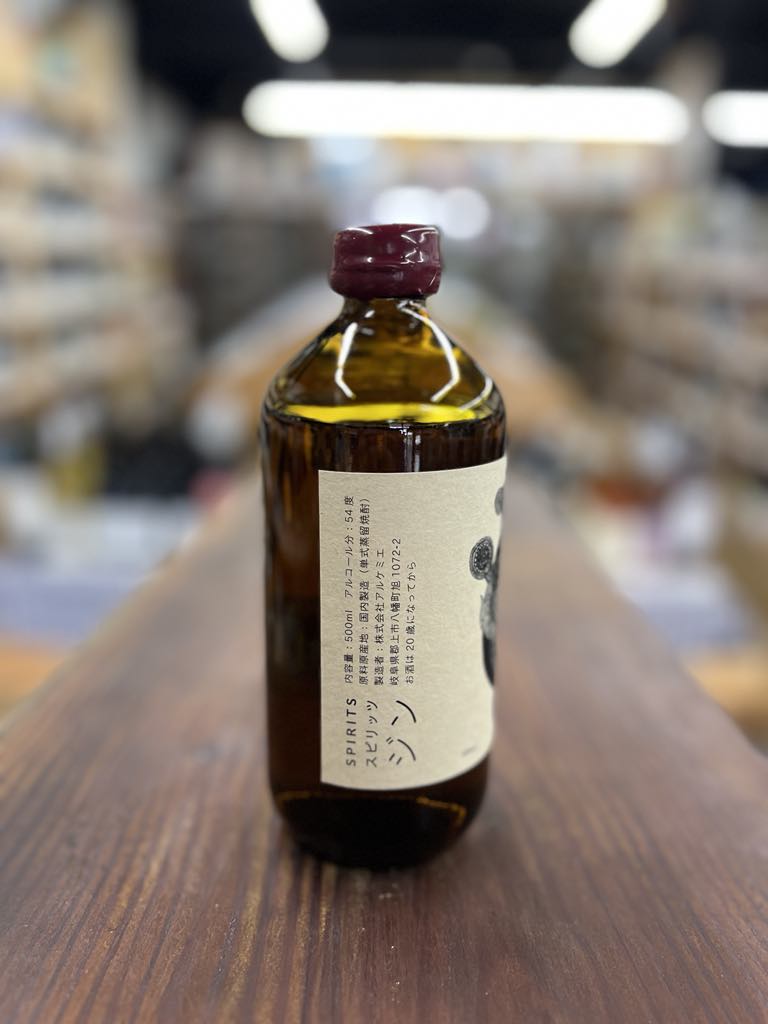 SPIRITS
スピリッツ
ジン
内容量：500ml　アルコール分：54度
原料原産地：国内製造（単式蒸留焼酎）
製造者：株式会社アルケミエ
岐阜県郡上市八幡町旭1072-2
お酒は20歳になってから